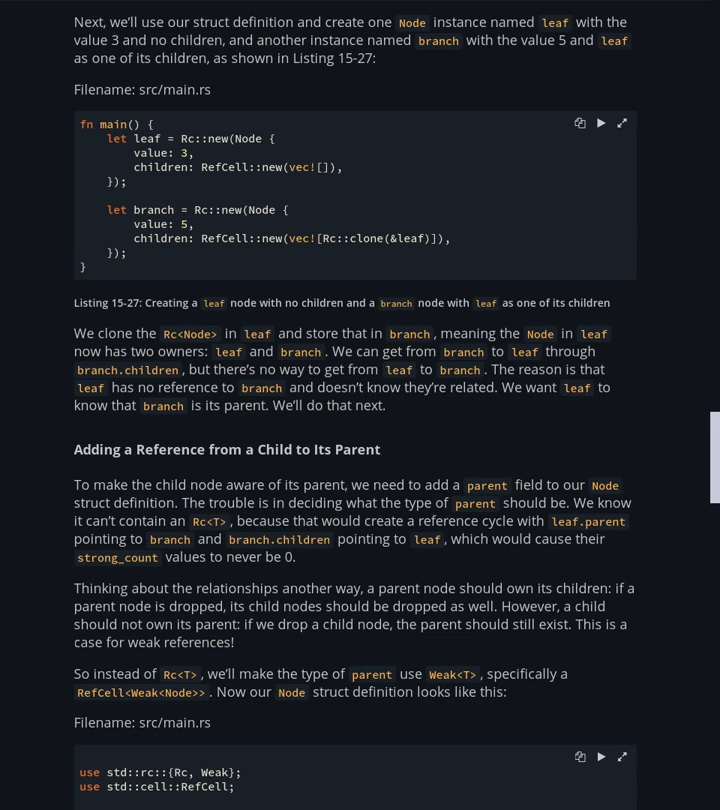 Next, we’ll use our struct definition and create one Node instance named leaf with the
value 3 and no children, and another instance named branch with the value 5 and leaf
as one of its children, as shown in Listing 15-27:
Filename: src/main.rs
fn main() {
    let leaf = Rc::new(Node {
        value: 3,
        children: RefCell::new(vec![]),
    });

    let branch = Rc::new(Node {
        value: 5,
        children: RefCell::new(vec![Rc::clone(&leaf)]),
    });
}
Listing 15-27: Creating a leaf node with no children and a branch node with leaf as one of its children
We clone the Rc<Node> in leaf and store that in branch, meaning the Node in leaf
now has two owners: leaf and branch. We can get from branch to leaf through
branch.children, but there’s no way to get from leaf to branch. The reason is that
leaf has no reference to branch and doesn’t know they’re related. We want leaf to
know that branch is its parent. We’ll do that next.
Adding a Reference from a Child to Its Parent
To make the child node aware of its parent, we need to add a parent field to our Node
struct definition. The trouble is in deciding what the type of parent should be. We know
it can’t contain an Rc<T>, because that would create a reference cycle with leaf.parent
pointing to branch and branch.children pointing to leaf, which would cause their
strong_count values to never be 0.
Thinking about the relationships another way, a parent node should own its children: if a
parent node is dropped, its child nodes should be dropped as well. However, a child
should not own its parent: if we drop a child node, the parent should still exist. This is a
case for weak references!
So instead of Rc<T>, we’ll make the type of parent use Weak<T>, specifically a
RefCell<Weak<Node>>. Now our Node struct definition looks like this:
Filename: src/main.rs
use std::rc::{Rc, Weak};
use std::cell::RefCell;